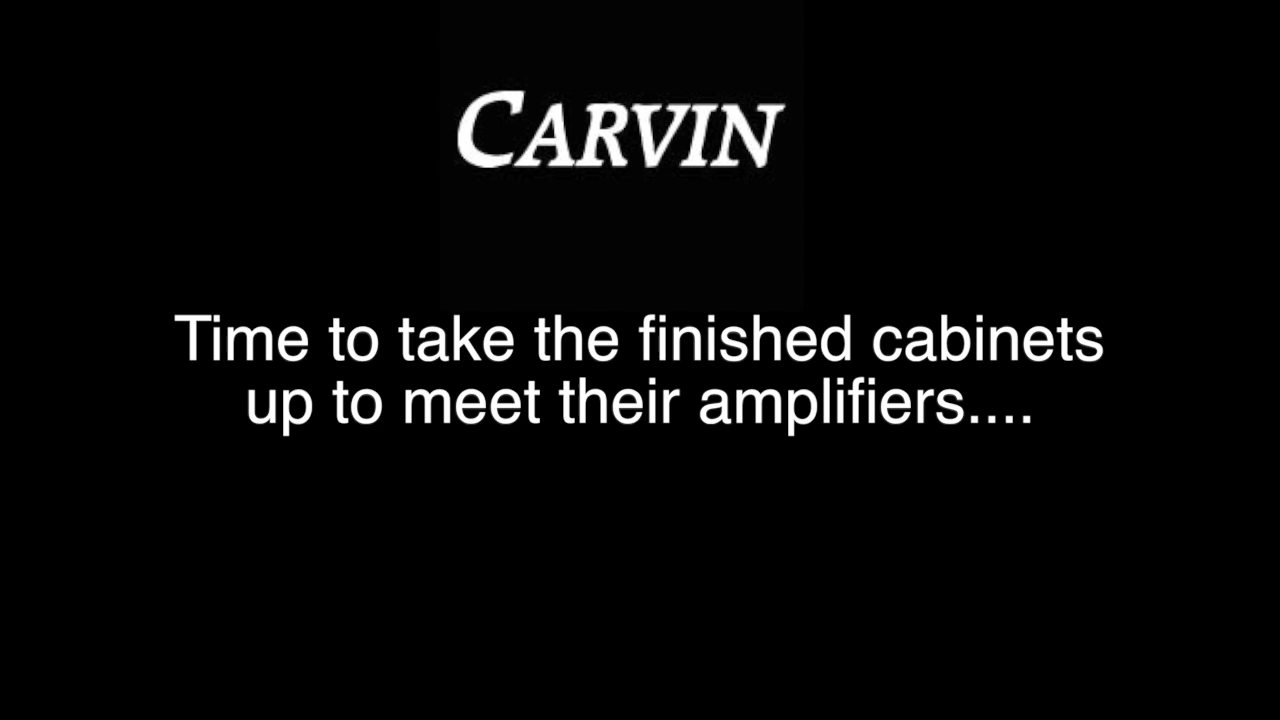 CARVIN
Time to take the finished cabinets
up to meet their amplifiers....